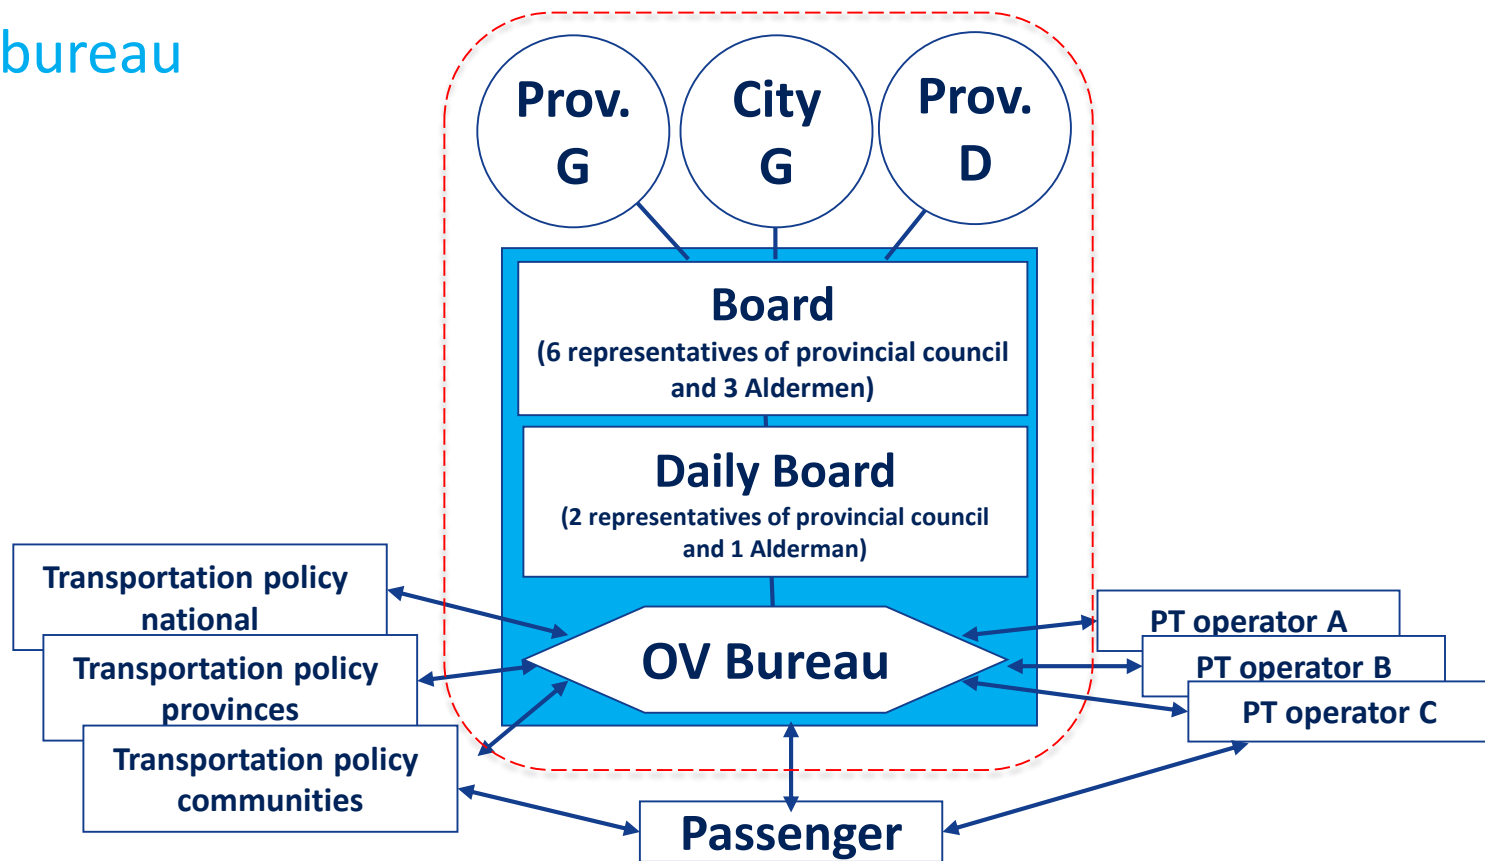 bureau
Prov.
G
City
G
Prov.
D
Board
(6 representatives of provincial council
and 3 Aldermen)
Daily Board
(2 representatives of provincial council
and 1 Alderman)
Transportation policy
national
Transportation policy
provinces
Transportation policy
communities
OV Bureau
PT operator A
PT operator B
PT operator C
Passenger